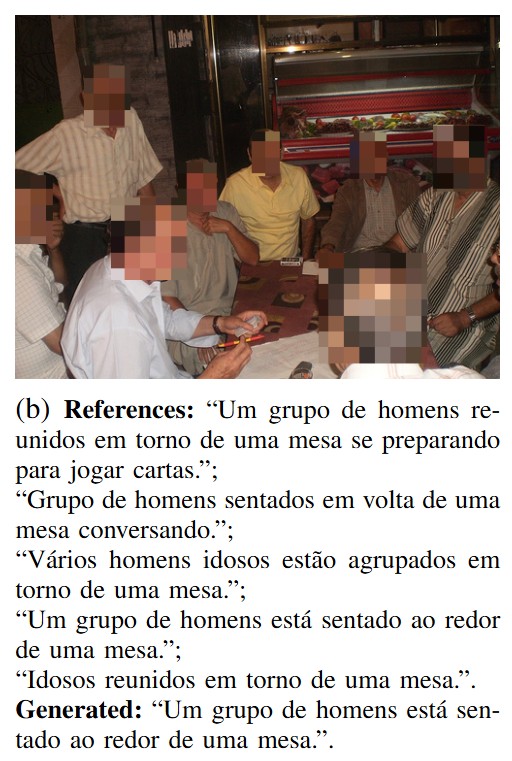 (b) References: “Um grupo de homens re-
unidos em torno de uma mesa se preparando
para jogar cartas.”;
“Grupo de homens sentados em volta de uma
mesa conversando.”;
“Vários homens idosos estão agrupados em
torno de uma mesa.”;
“Um grupo de homens está sentado ao redor
de uma mesa.”;
“Idosos reunidos em torno de uma mesa.”.
Generated: “Um grupo de homens está sen-
tado ao redor de uma mesa.”.